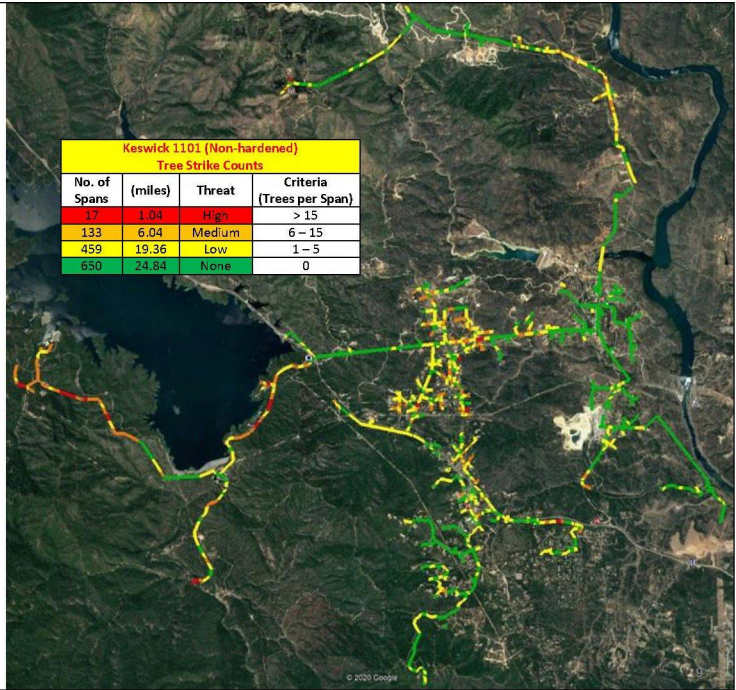 Keswick 1101 (Non-hardened)
Tree Strike Counts
No. of Spans (miles) Threat Criteria (Trees per Span)
17 1.04 High > 15
133 6.04 Medium 6 – 15
459 19.36 Low 1 – 5
650 24.84 None 0
© 2020 Google
9